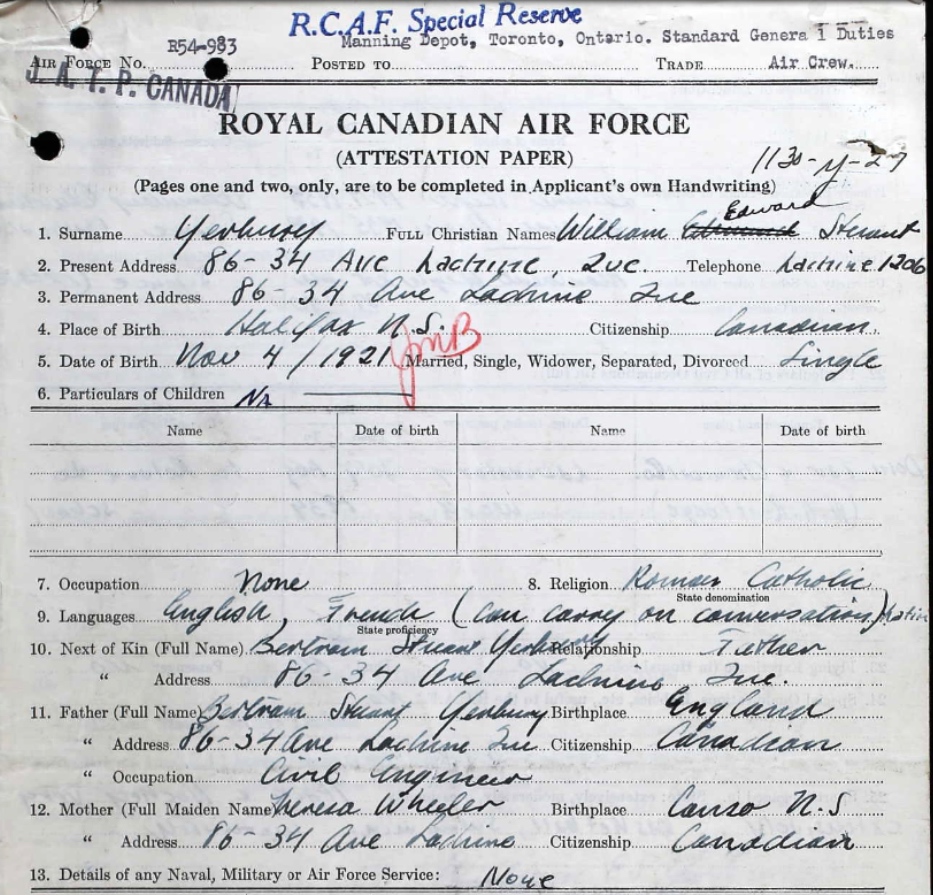 R.C.A.F. Special Reserve
R54-983 Manning Depot, Toronto, Ontario. Standard Genera l Duties
AIR FORCE NO. POSTED TO TRADE Air Crew.
J. A. T. P. CANADA
ROYAL CANADIAN AIR FORCE
(ATTESTATION PAPER)
1130-Y-27
(Pages one and two, only, are to be completed in Applicant's own Handwriting)
Edward
1. Surname Yerbury FULL Christian Names William Stuart
2. Present Address 86-34 Ave Lachine, Que. Telephone Lachine 1206
3. Permanent Address 86-34 Ave Lachine Que
4. Place of Birth Halifax N.S. Citizenship Canadian
5. Date of Birth Nov 4/1921 Married, Single, Widower, Separated, Divorced Single
6. Particulars of Children NA
Name Date of birth Name Date of birth
7. Occupation None 8. Religion Roman Catholic
State denomination
9. Languages English, French (Can carry on conversation)
State proficiency
10. Next of Kin (Full Name) Bertram Stuart Yerbury Relationship Father
" Address 86-34 Ave Lachine Que.
11. Father (Full Name) Bertram Stuart Yerbury Birthplace England
" Address 86-34 Ave Lachine Que Citizenship Canadian
" Occupation Civil Engineer
12. Mother (Full Maiden Name) Theresa Wheeler Birthplace Canso N.S
" Address 86-34 Ave Lachine Citizenship Canadian
13. Details of any Naval, Military or Air Force Service: None